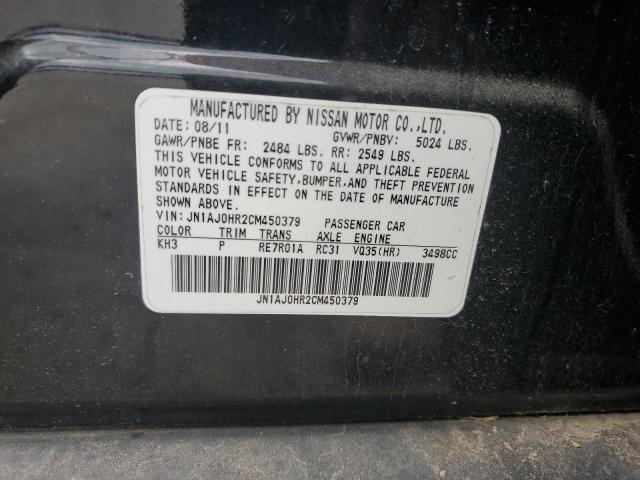 MANUFACTURED BY NISSAN MOTOR CO.,LTD.
DATE: 08/11 GVWR/PNBV: 5024 LBS.
GAWR/PNBE FR: 2484 LBS. RR: 2549 LBS.
THIS VEHICLE CONFORMS TO ALL APPLICABLE FEDERAL
MOTOR VEHICLE SAFETY, BUMPER, AND THEFT PREVENTION
STANDARDS IN EFFECT ON THE DATE OF MANUFACTURE
SHOWN ABOVE.
VIN: JN1AJ0HR2CM450379 PASSENGER CAR
COLOR TRIM TRANS AXLE ENGINE
KH3 P RE7R01A RC31 VQ35(HR) 3498CC
JN1AJ0HR2CM450379